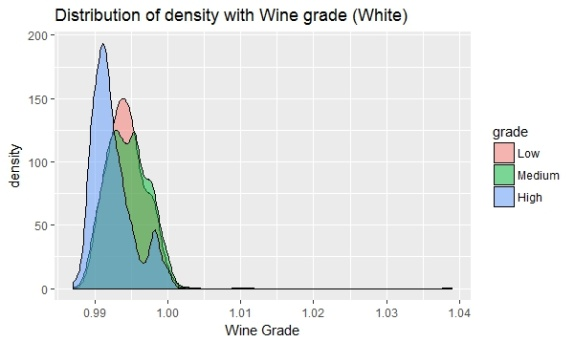 Distribution of density with Wine grade (White)
200
150
100
50
0
density
0.99 1.00 1.01 1.02 1.03 1.04
Wine Grade
grade
Low
Medium
High